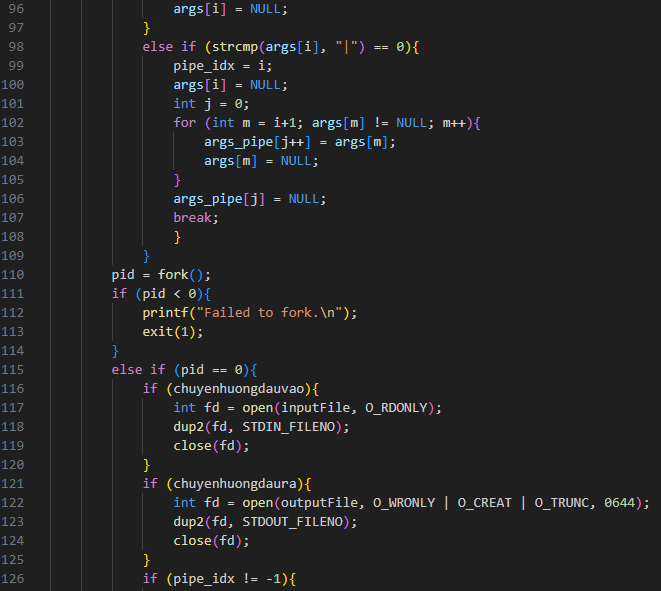 96 args[i] = NULL;
97 }
98 else if (strcmp(args[i], "|") == 0){
99 pipe_idx = i;
100 args[i] = NULL;
101 int j = 0;
102 for (int m = i+1; args[m] != NULL; m++){
103 args_pipe[j++] = args[m];
104 args[m] = NULL;
105 }
106 args_pipe[j] = NULL;
107 break;
108 }
109 }
110 pid = fork();
111 if (pid < 0){
112 printf("Failed to fork.\n");
113 exit(1);
114 }
115 else if (pid == 0){
116 if (chuyenhuongdauvao){
117 int fd = open(inputFile, O_RDONLY);
118 dup2(fd, STDIN_FILENO);
119 close(fd);
120 }
121 if (chuyenhuongdaura){
122 int fd = open(outputFile, O_WRONLY | O_CREAT | O_TRUNC, 0644);
123 dup2(fd, STDOUT_FILENO);
124 close(fd);
125 }
126 if (pipe_idx != -1){